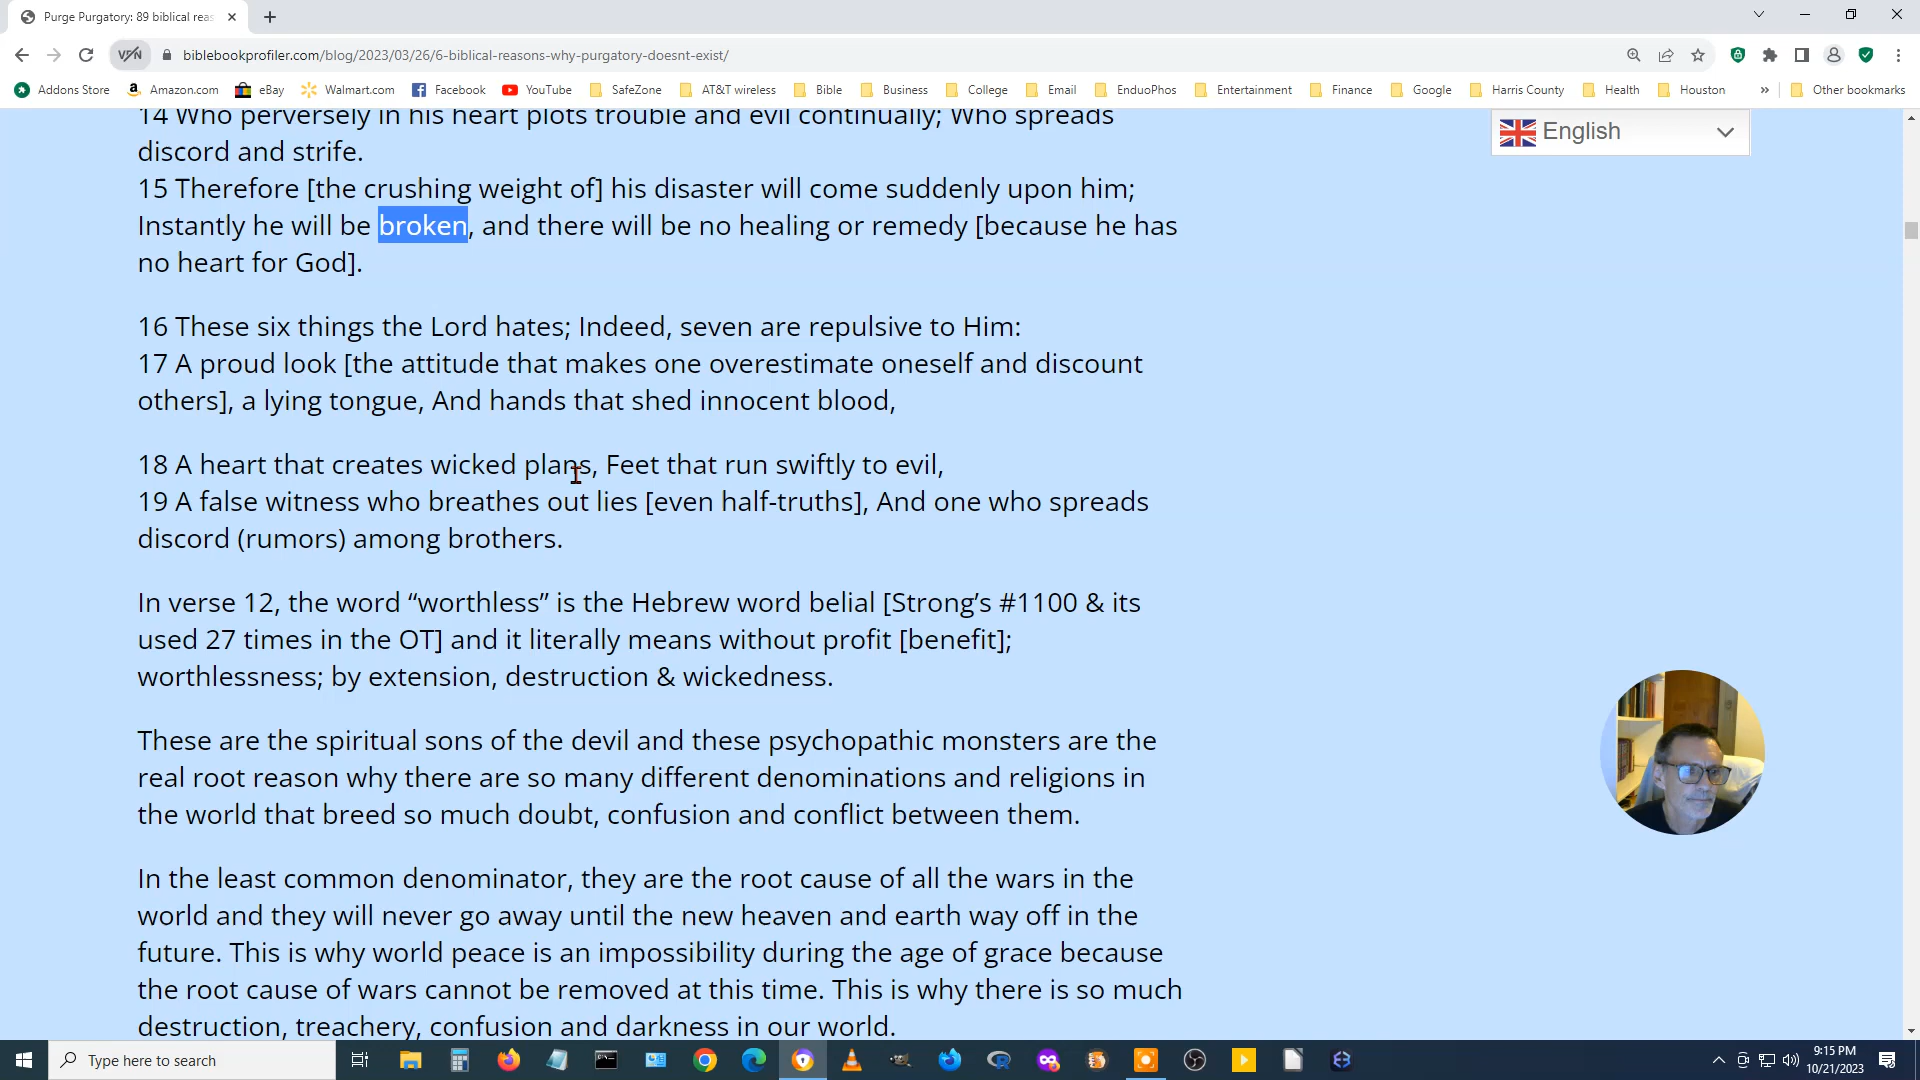 Purge Purgatory: 89 biblical reas
biblebookprofiler.com/blog/2023/03/26/6-biblical-reasons-why-purgatory-doesnt-exist/
VPN
Addons Store Amazon.com eBay Walmart.com Facebook YouTube SafeZone AT&T wireless Bible Business College Email EnduoPhos Entertainment Finance Google Harris County Health Houston » Other bookmarks
English
14 Who perversely in his heart plots trouble and evil continually; Who spreads
discord and strife.
15 Therefore [the crushing weight of] his disaster will come suddenly upon him;
Instantly he will be broken, and there will be no healing or remedy [because he has
no heart for God].
16 These six things the Lord hates; Indeed, seven are repulsive to Him:
17 A proud look [the attitude that makes one overestimate oneself and discount
others], a lying tongue, And hands that shed innocent blood,
18 A heart that creates wicked plans, Feet that run swiftly to evil,
19 A false witness who breathes out lies [even half-truths], And one who spreads
discord (rumors) among brothers.
In verse 12, the word “worthless” is the Hebrew word belial [Strong’s #1100 & its
used 27 times in the OT] and it literally means without profit [benefit];
worthlessness; by extension, destruction & wickedness.
These are the spiritual sons of the devil and these psychopathic monsters are the
real root reason why there are so many different denominations and religions in
the world that breed so much doubt, confusion and conflict between them.
In the least common denominator, they are the root cause of all the wars in the
world and they will never go away until the new heaven and earth way off in the
future. This is why world peace is an impossibility during the age of grace because
the root cause of wars cannot be removed at this time. This is why there is so much
destruction, treachery, confusion and darkness in our world.
Type here to search
9:15 PM
10/21/2023